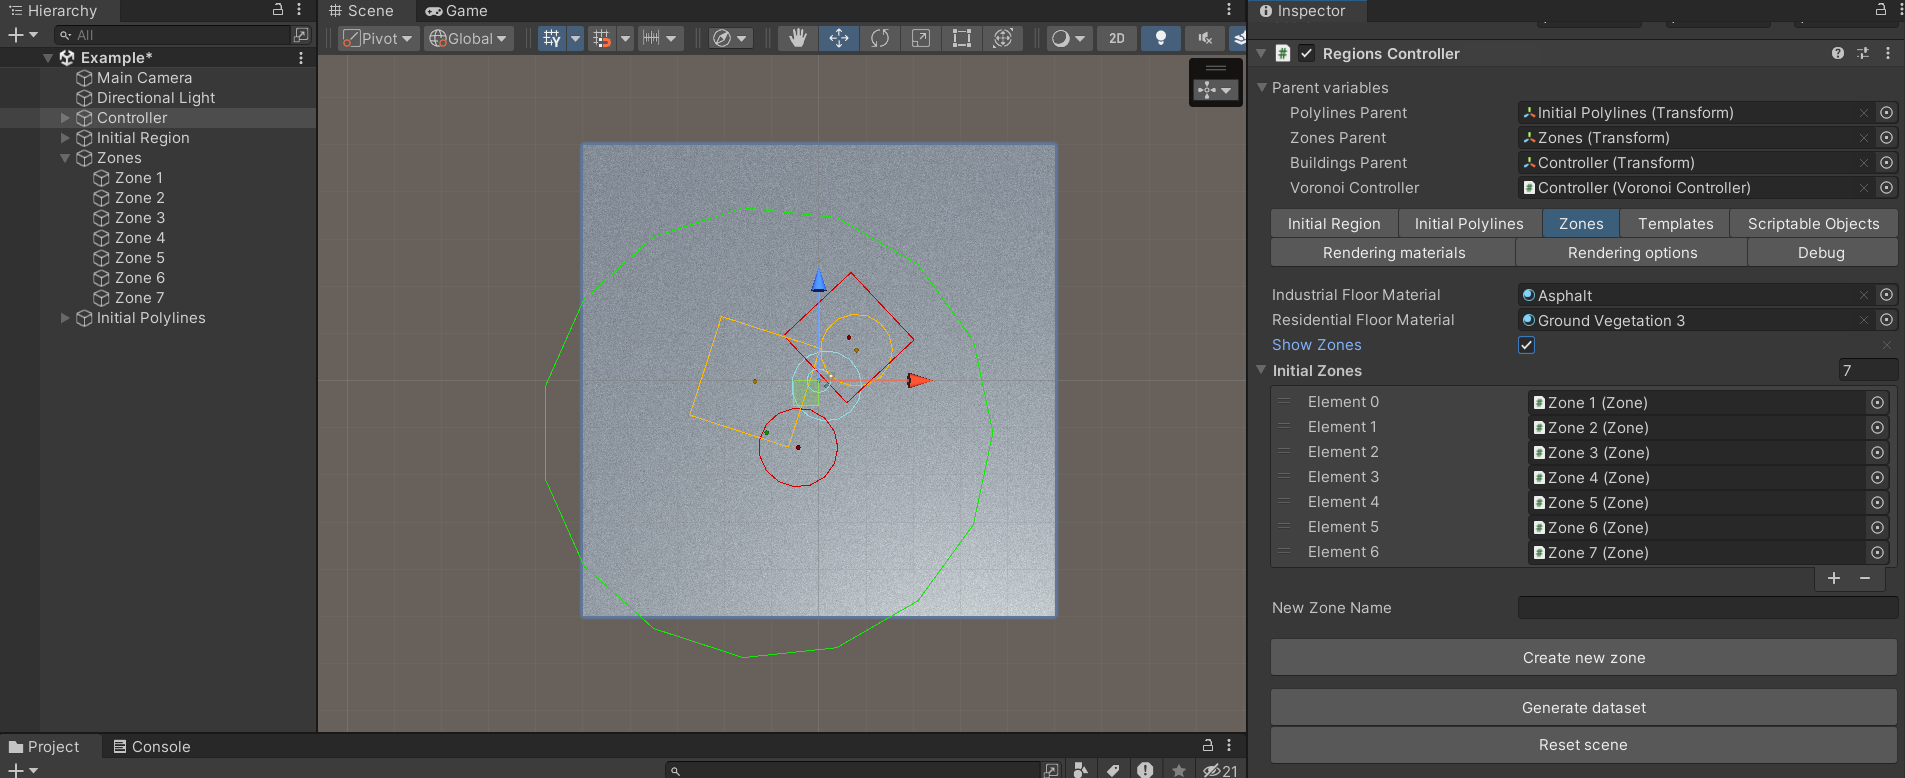 Hierarchy
All
Example*
Main Camera
Directional Light
Controller
Initial Region
Zones
Zone 1
Zone 2
Zone 3
Zone 4
Zone 5
Zone 6
Zone 7
Initial Polylines
Scene
Game
Pivot
Global
2D
Project
Console
21
Inspector
Regions Controller
Parent variables
Polylines Parent
Initial Polylines (Transform)
Zones Parent
Zones (Transform)
Buildings Parent
Controller (Transform)
Voronoi Controller
Controller (Voronoi Controller)
Initial Region
Initial Polylines
Zones
Templates
Scriptable Objects
Rendering materials
Rendering options
Debug
Industrial Floor Material
Asphalt
Residential Floor Material
Ground Vegetation 3
Show Zones
Initial Zones
7
Element 0
Zone 1 (Zone)
Element 1
Zone 2 (Zone)
Element 2
Zone 3 (Zone)
Element 3
Zone 4 (Zone)
Element 4
Zone 5 (Zone)
Element 5
Zone 6 (Zone)
Element 6
Zone 7 (Zone)
New Zone Name
Create new zone
Generate dataset
Reset scene